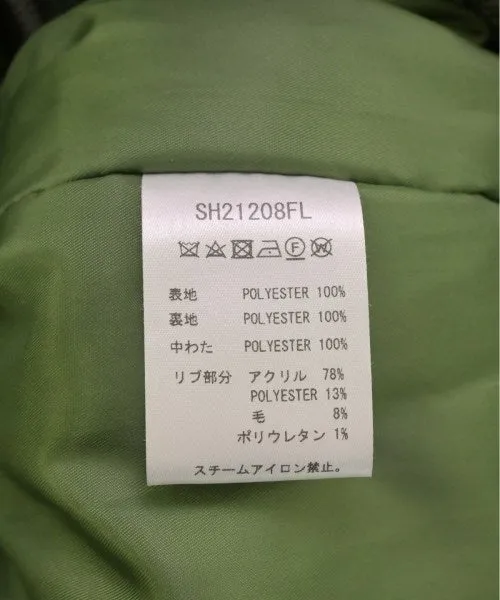 SH21208FL
F W
表地 POLYESTER 100%
裏地 POLYESTER 100%
中わた POLYESTER 100%
リブ部分 アクリル 78%
POLYESTER 13%
毛 8%
ポリウレタン 1%
スチームアイロン禁止。